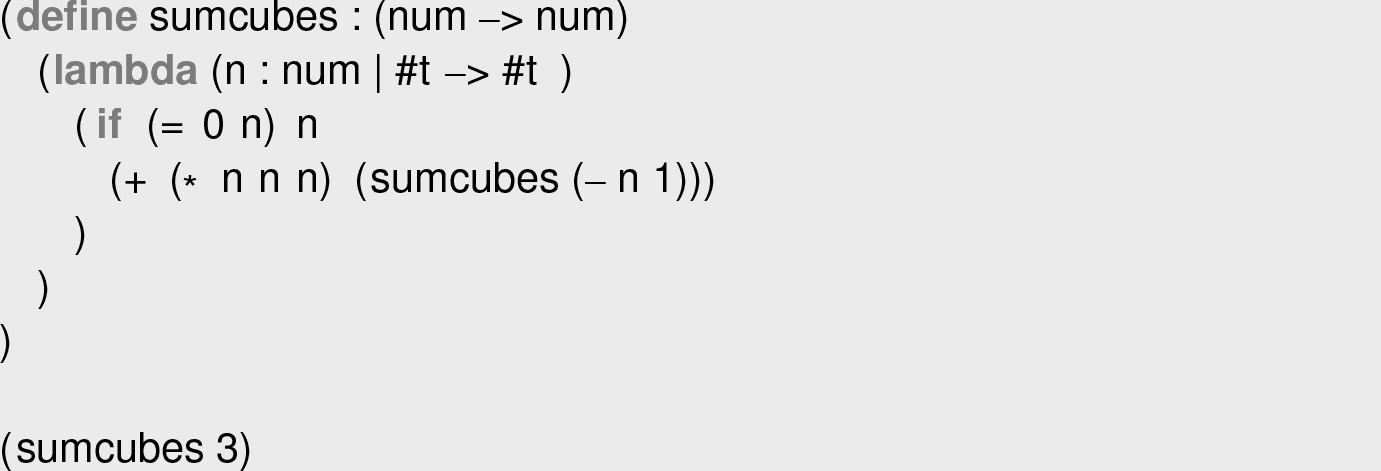 (define sumcubes : (num –> num)
(lambda (n : num | #t –> #t )
( if (= 0 n) n
(+ (* n n n) (sumcubes (– n 1)))
)
)
)
(sumcubes 3)